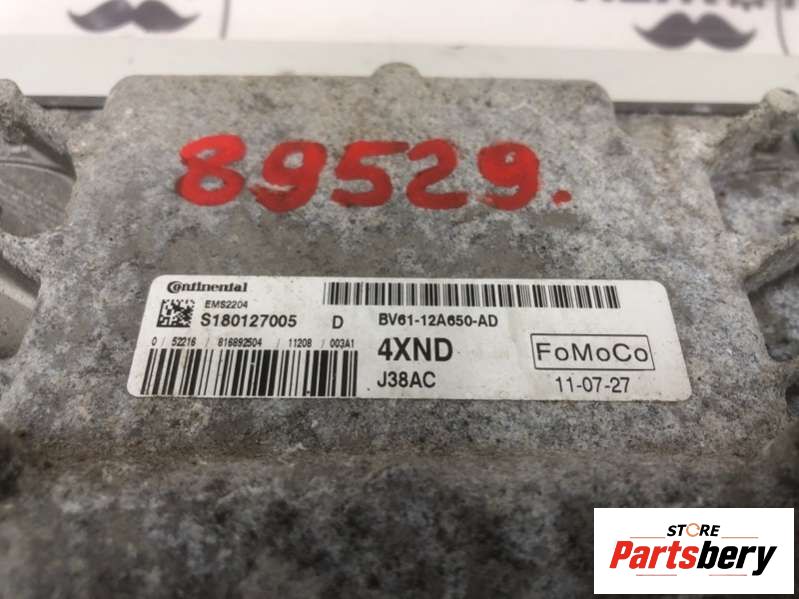 89529.
Continental
EMS2204
S180127005 D BV61-12A650-AD
0 / 52216 / 816892504 / 11208 / 003A1
4XND
FoMoCo
J38AC
11-07-27
STORE
Partsbery